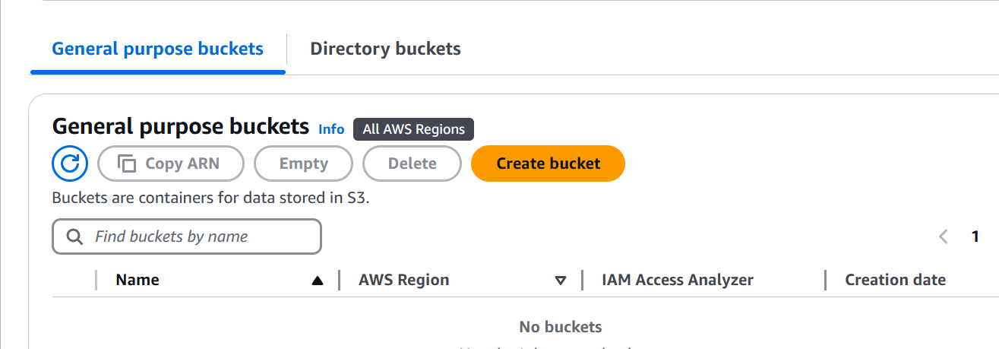 General purpose buckets Directory buckets
General purpose buckets Info All AWS Regions
Copy ARN Empty Delete Create bucket
Buckets are containers for data stored in S3.
Find buckets by name 1
Name AWS Region IAM Access Analyzer Creation date
No buckets